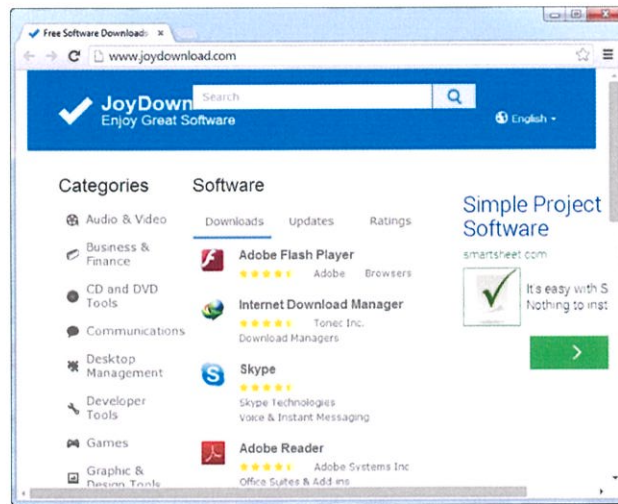 Free Software Downloads
www.joydownload.com
JoyDown
Search
Enjoy Great Software
English
Categories
Audio & Video
Business &
Finance
CD and DVD
Tools
Communications
Desktop
Management
Developer
Tools
Games
Graphic &
Design Tools
Software
Downloads Updates Ratings
Adobe Flash Player
Adobe Browsers
Internet Download Manager
Tonec Inc.
Download Managers
Skype
Skype Technologies
Voice & Instant Messaging
Adobe Reader
Adobe Systems Inc
Office Suites & Add ins
Simple Project
Software
smartsheet.com
It's easy with S
Nothing to inst